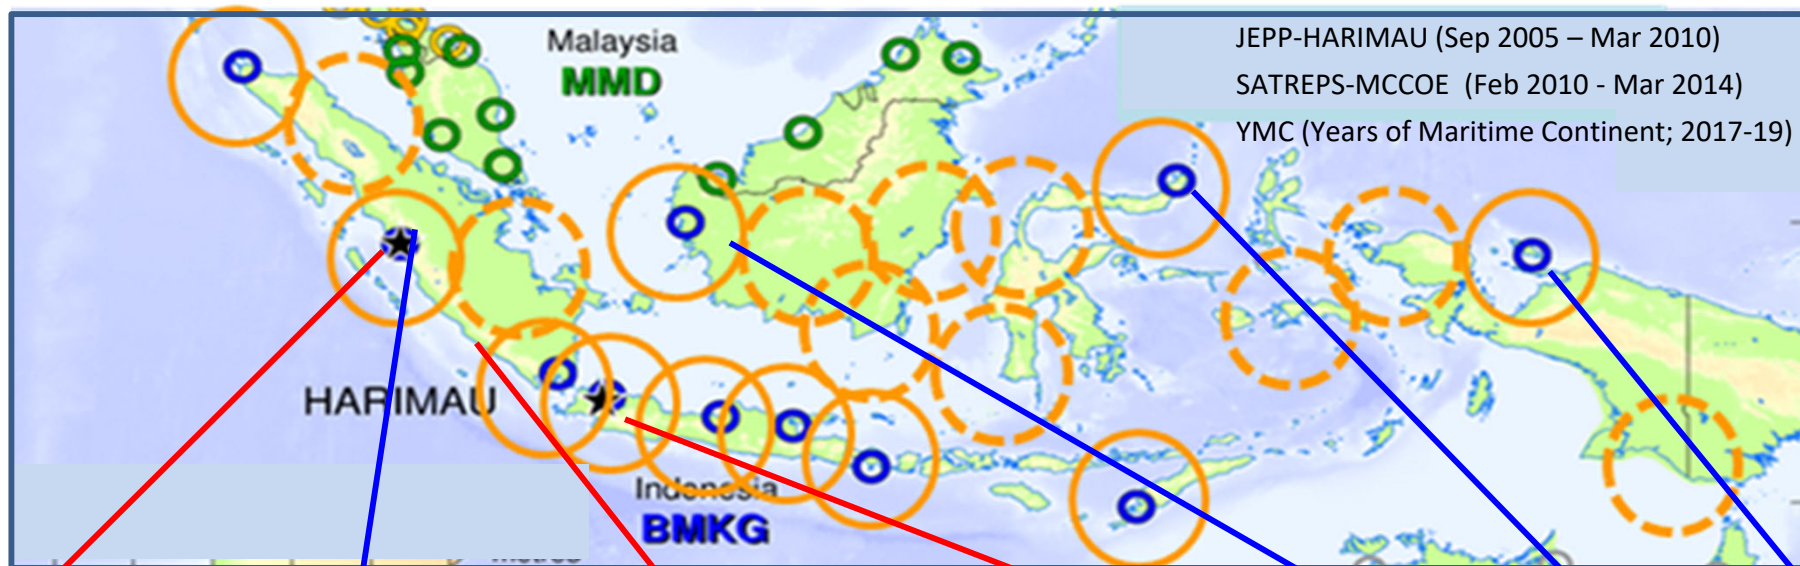 Malaysia
MMD
JEPP-HARIMAU (Sep 2005 – Mar 2010)
SATREPS-MCCOE (Feb 2010 - Mar 2014)
YMC (Years of Maritime Continent; 2017-19)
HARIMAU
Indonesia
BMKG